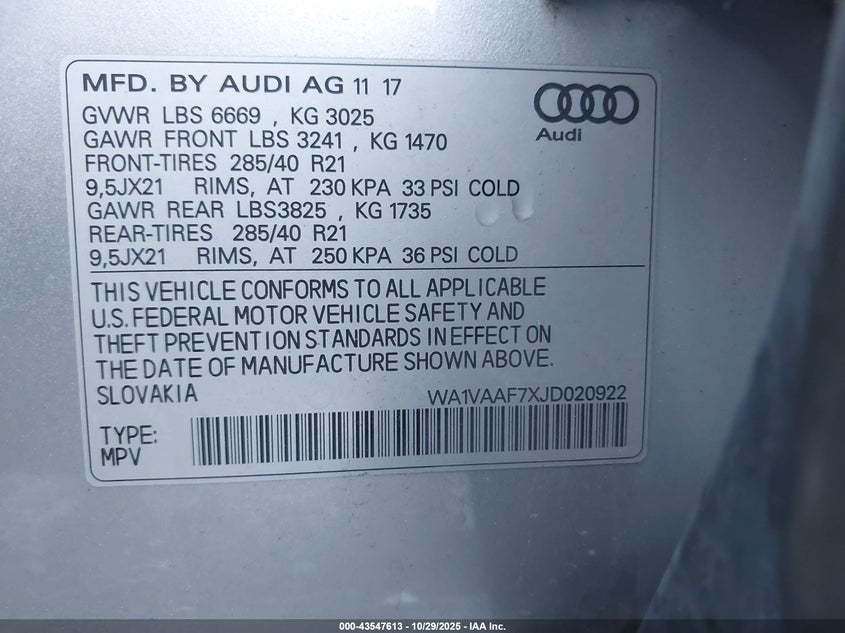 MFD. BY AUDI AG 11 17
GVWR LBS 6669 , KG 3025
GAWR FRONT LBS 3241 , KG 1470
FRONT-TIRES 285/40 R21
9,5JX21 RIMS, AT 230 KPA 33 PSI COLD
GAWR REAR LBS3825 , KG 1735
REAR-TIRES 285/40 R21
9,5JX21 RIMS, AT 250 KPA 36 PSI COLD
Audi
THIS VEHICLE CONFORMS TO ALL APPLICABLE
U.S. FEDERAL MOTOR VEHICLE SAFETY AND
THEFT PREVENTION STANDARDS IN EFFECT ON
THE DATE OF MANUFACTURE SHOWN ABOVE.
SLOVAKIA WA1VAAF7XJD020922
TYPE:
MPV
000-43547613 - 10/29/2025 - IAA Inc.